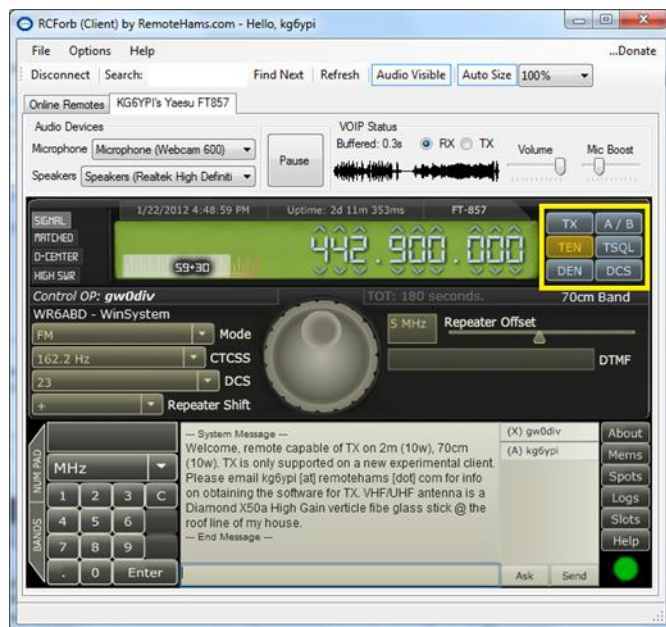 RCForb (Client) by RemoteHams.com - Hello, kg6ypi
File Options Help ...Donate
Disconnect Search: Find Next Refresh Audio Visible Auto Size 100%
Online Remotes KG6YPI's Yaesu FT857
Audio Devices VOIP Status
Microphone Microphone (Webcam 600) Pause Buffered: 0.3s RX TX Volume Mic Boost
Speakers Speakers (Realtek High Definiti
1/22/2012 4:48:59 PM Uptime: 2d 11m 353ms FT-857
SIGNAL TX A / B
MATCHED 442.900.000 TEN TSQL
D-CENTER S9+30 DEN DCS
HIGH SWR
Control OP: gw0div TOT: 180 seconds. 70cm Band
WR6ABD - WinSystem
FM Mode 5 MHz Repeater Offset
162.2 Hz CTCSS DTMF
23 DCS
+ Repeater Shift
NUM PAD
BANDS
MHz
1 2 3 C
4 5 6
7 8 9
. 0 Enter
--- System Message ---
Welcome, remote capable of TX on 2m (10w), 70cm
(10w). TX is only supported on a new experimental client.
Please email kg6ypi [at] remotehams [dot] com for info
on obtaining the software for TX. VHF/UHF antenna is a
Diamond X50a High Gain verticle fibe glass stick @ the
roof line of my house.
--- End Message ---
(X) gw0div
(A) kg6ypi
Ask Send
About
Mems
Spots
Logs
Slots
Help